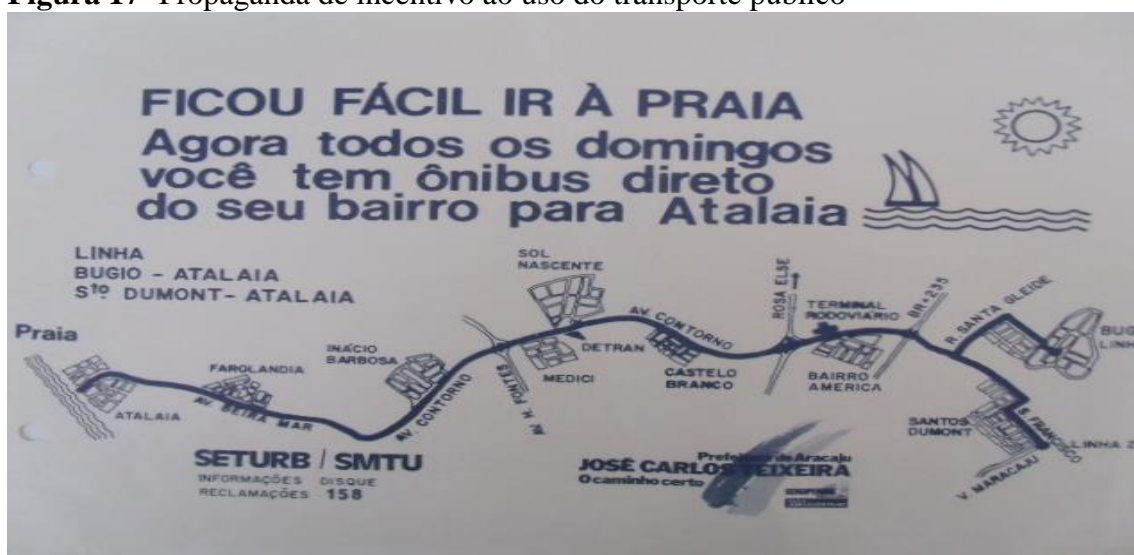 Figura 17- Propaganda de incentivo ao uso do transporte público
FICOU FÁCIL IR À PRAIA
Agora todos os domingos
você tem ônibus direto
do seu bairro para Atalaia
LINHA
BUGIO - ATALAIA
Sto DUMONT- ATALAIA
Praia
ATALAIA
FAROLANDIA
AV. BEIRA MAR
INÁCIO
BARBOSA
AV. CONTORNO
AV. H. FONTES
SOL
NASCENTE
DETRAN
MEDICI
AV. CONTORNO
CASTELO
BRANCO
ROSA ELSE
TERMINAL
RODOVIÁRIO
BAIRRO
AMERICA
BR-235
R. SANTA GLEIDE
BUG
LINH
SANTOS
DUMONT
S. FRANCISCO
LINHA 2
V. MARACAJU
SETURB / SMTU
INFORMAÇÕES DISQUE
RECLAMAÇÕES 158
Prefeitura de Aracaju
JOSÉ CARLOS TEIXEIRA
O caminho certo